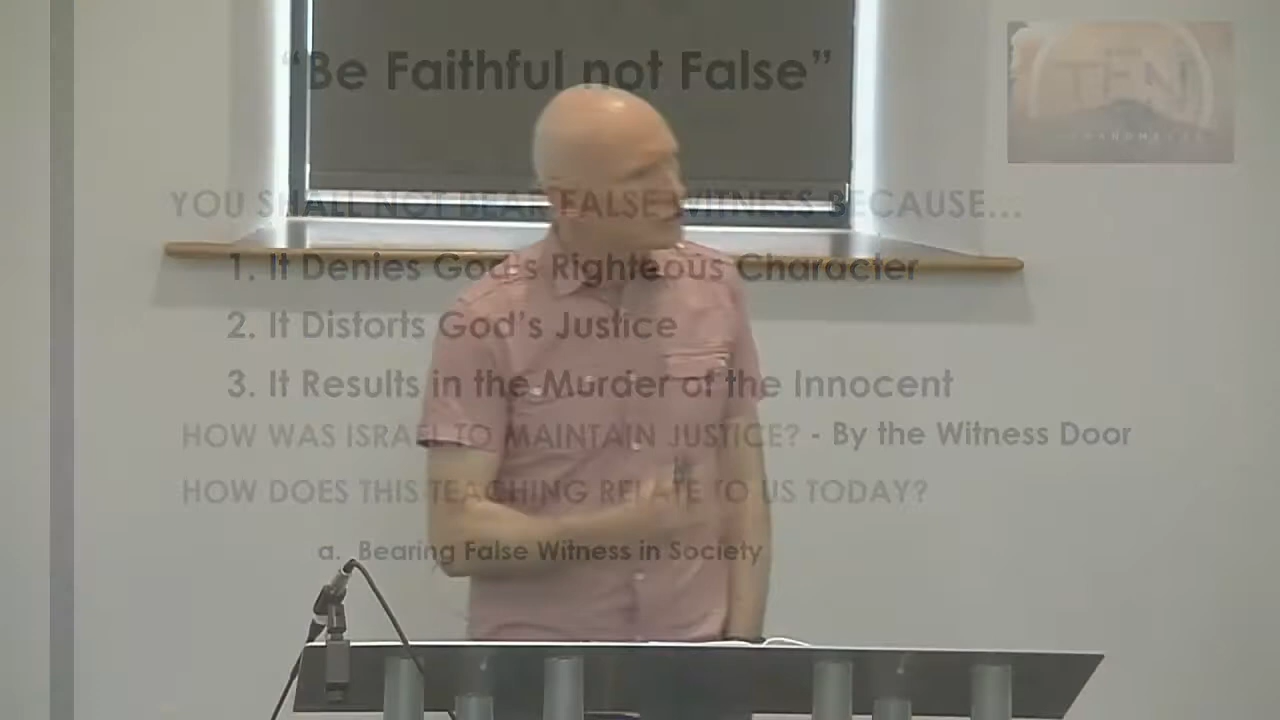 “Be Faithful not False”
TEN
YOU SHALL NOT BEAR FALSE WITNESS BECAUSE...
1. It Denies God's Righteous Character
2. It Distorts God’s Justice
3. It Results in the Murder of the Innocent
HOW WAS ISRAEL TO MAINTAIN JUSTICE? - By the Witness Door
HOW DOES THIS TEACHING RELATE TO US TODAY?
a. Bearing False Witness in Society